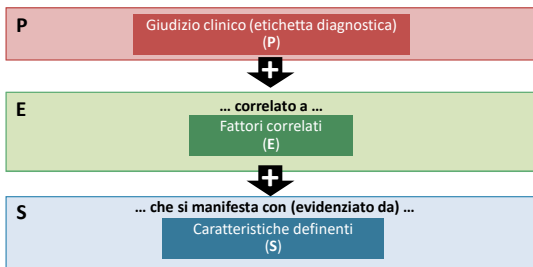 P
Giudizio clinico (etichetta diagnostica)
(P)
E
... correlato a ...
Fattori correlati
(E)
S
... che si manifesta con (evidenziato da) ...
Caratteristiche definenti
(S)